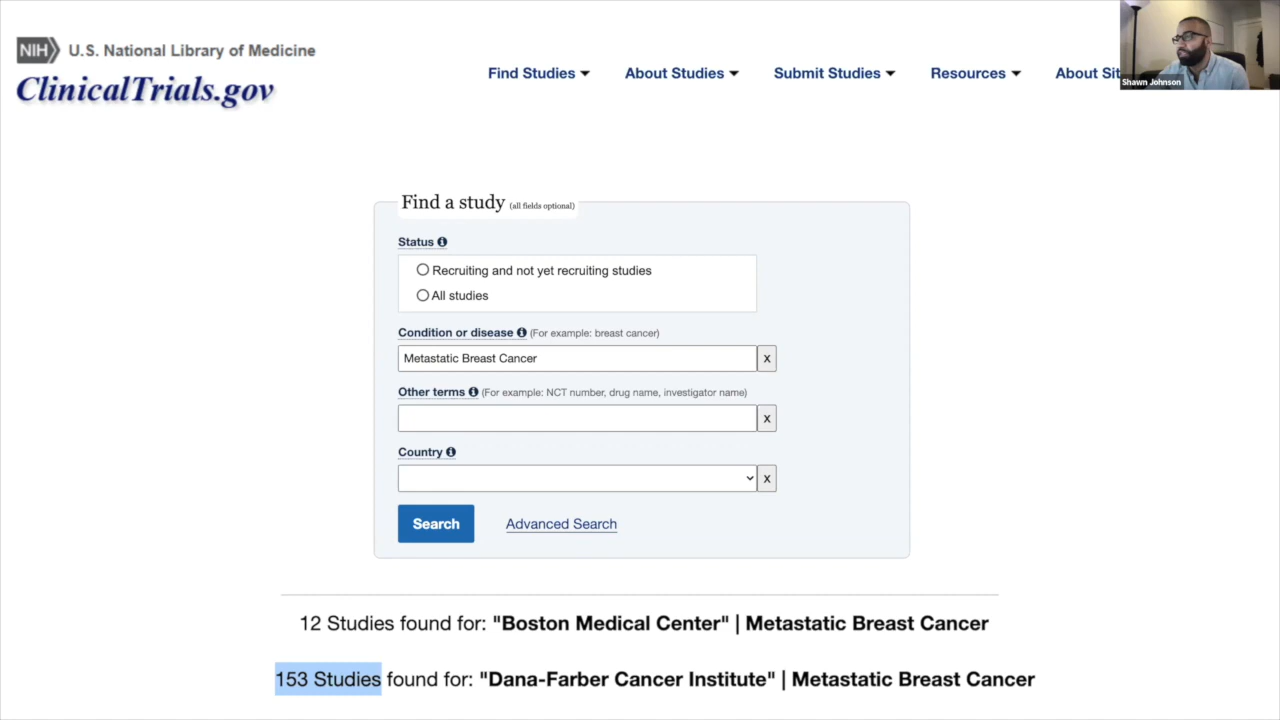 NIH U.S. National Library of Medicine
ClinicalTrials.gov
Find Studies About Studies Submit Studies Resources About Sit
Shawn Johnson
Find a study (all fields optional)
Status
Recruiting and not yet recruiting studies
All studies
Condition or disease (For example: breast cancer)
Metastatic Breast Cancer X
Other terms (For example: NCT number, drug name, investigator name)
X
Country
X
Search Advanced Search
12 Studies found for: "Boston Medical Center" | Metastatic Breast Cancer
153 Studies found for: "Dana-Farber Cancer Institute" | Metastatic Breast Cancer